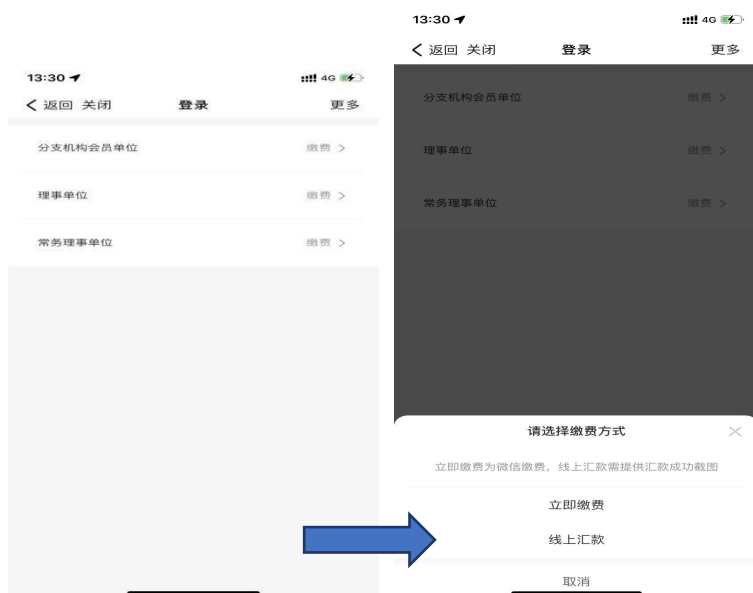 13:30
4G
返回 关闭 登录 更多
分支机构会员单位 缴费 >
理事单位 缴费 >
常务理事单位 缴费 >
13:30
4G
返回 关闭 登录 更多
分支机构会员单位 缴费 >
理事单位 缴费 >
常务理事单位 缴费 >
请选择缴费方式
立即缴费为微信缴费，线上汇款需提供汇款成功截图
立即缴费
线上汇款
取消